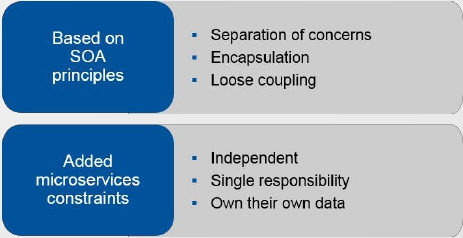 Based on
SOA
principles
▪ Separation of concerns
▪ Encapsulation
▪ Loose coupling
Added
microservices
constraints
▪ Independent
▪ Single responsibility
▪ Own their own data